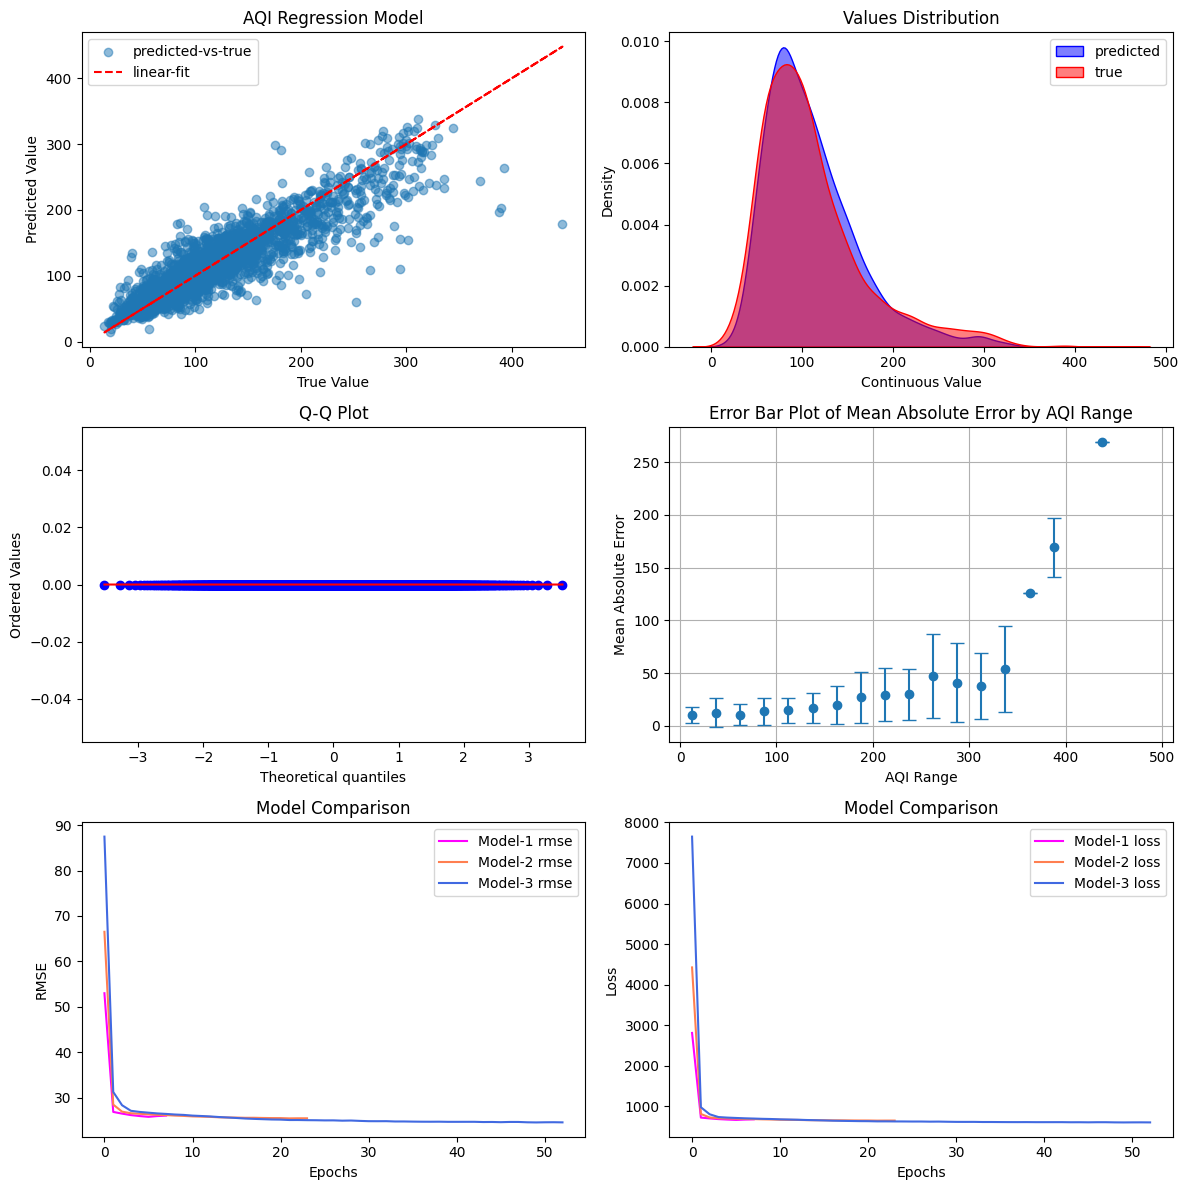 AQI Regression Model
predicted-vs-true
linear-fit
400
300
200
100
0
Predicted Value
0 100 200 300 400
True Value
Values Distribution
predicted
true
0.010
0.008
0.006
0.004
0.002
0.000
Density
0 100 200 300 400 500
Continuous Value
Q-Q Plot
0.04
0.02
0.00
−0.02
−0.04
Ordered Values
−3 −2 −1 0 1 2 3
Theoretical quantiles
Error Bar Plot of Mean Absolute Error by AQI Range
250
200
150
100
50
0
Mean Absolute Error
0 100 200 300 400 500
AQI Range
Model Comparison
Model-1 rmse
Model-2 rmse
Model-3 rmse
90
80
70
60
50
40
30
RMSE
0 10 20 30 40 50
Epochs
Model Comparison
Model-1 loss
Model-2 loss
Model-3 loss
8000
7000
6000
5000
4000
3000
2000
1000
Loss
0 10 20 30 40 50
Epochs